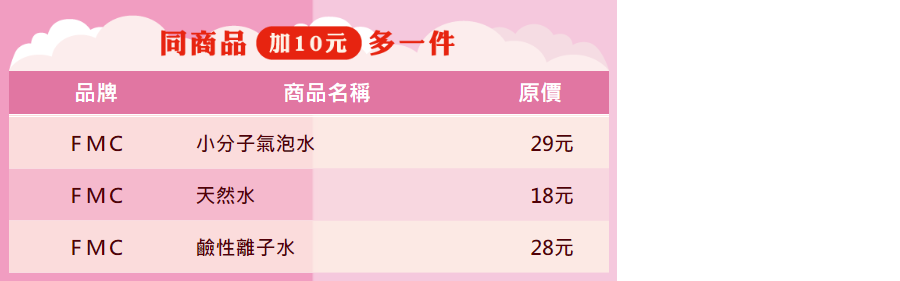 同商品 加10元 多一件
品牌 商品名稱 原價
FMC 小分子氣泡水 29元
FMC 天然水 18元
FMC 鹼性離子水 28元